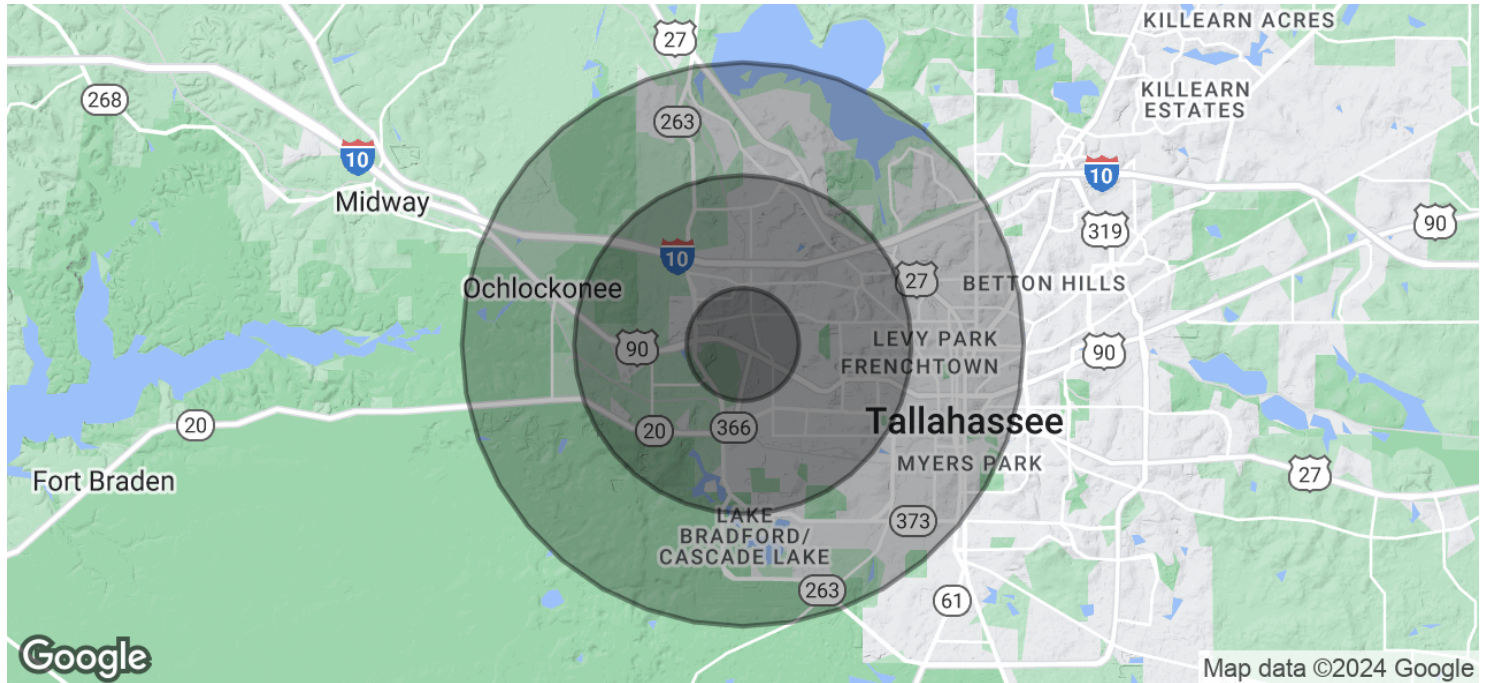 KILLEARN ACRES
27
KILLEARN
ESTATES
268
263
10
10
Midway
90
319
10
27
BETTON HILLS
Ochlockonee
LEVY PARK
90
90
FRENCHTOWN
20
20
366
Tallahassee
MYERS PARK
27
Fort Braden
LAKE
BRADFORD/
CASCADE LAKE
373
263
61
Google
Map data ©2024 Google